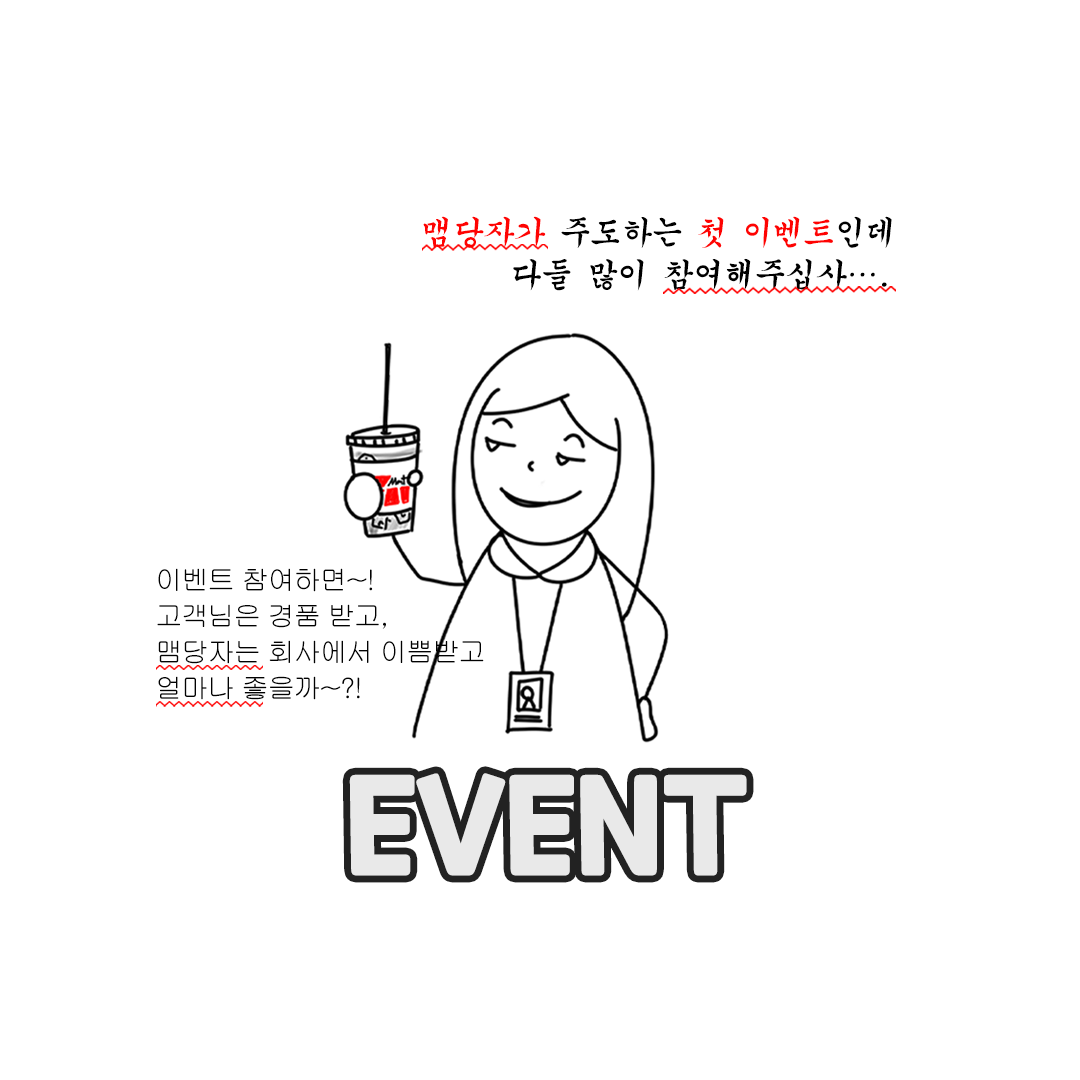 맴당자가 주도하는 첫 이벤트인데
다들 많이 참여해주십사….
이벤트 참여하면~!
고객님은 경품 받고,
맴당자는 회사에서 이쁨받고
얼마나 좋을까~?!
EVENT